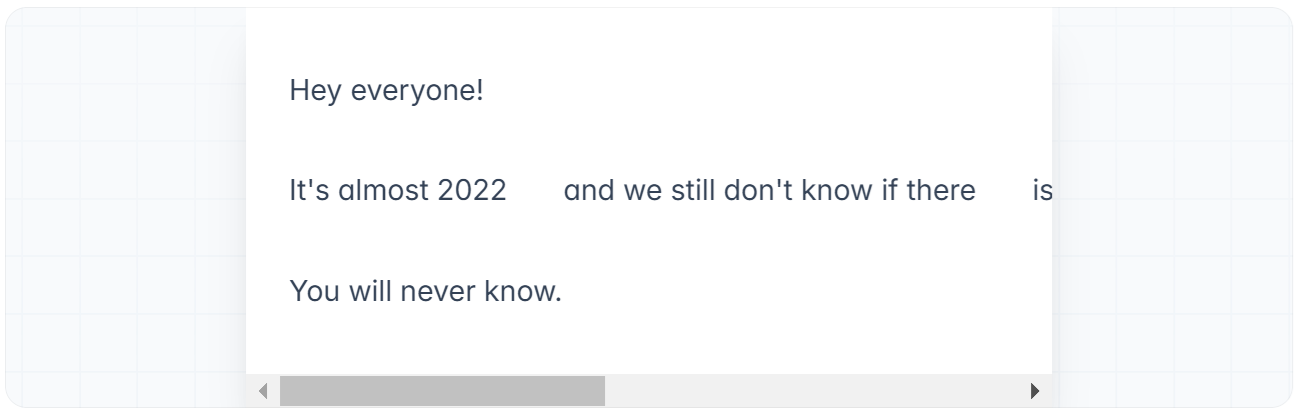 Hey everyone!
It's almost 2022       and we still don't know if there       is
You will never know.